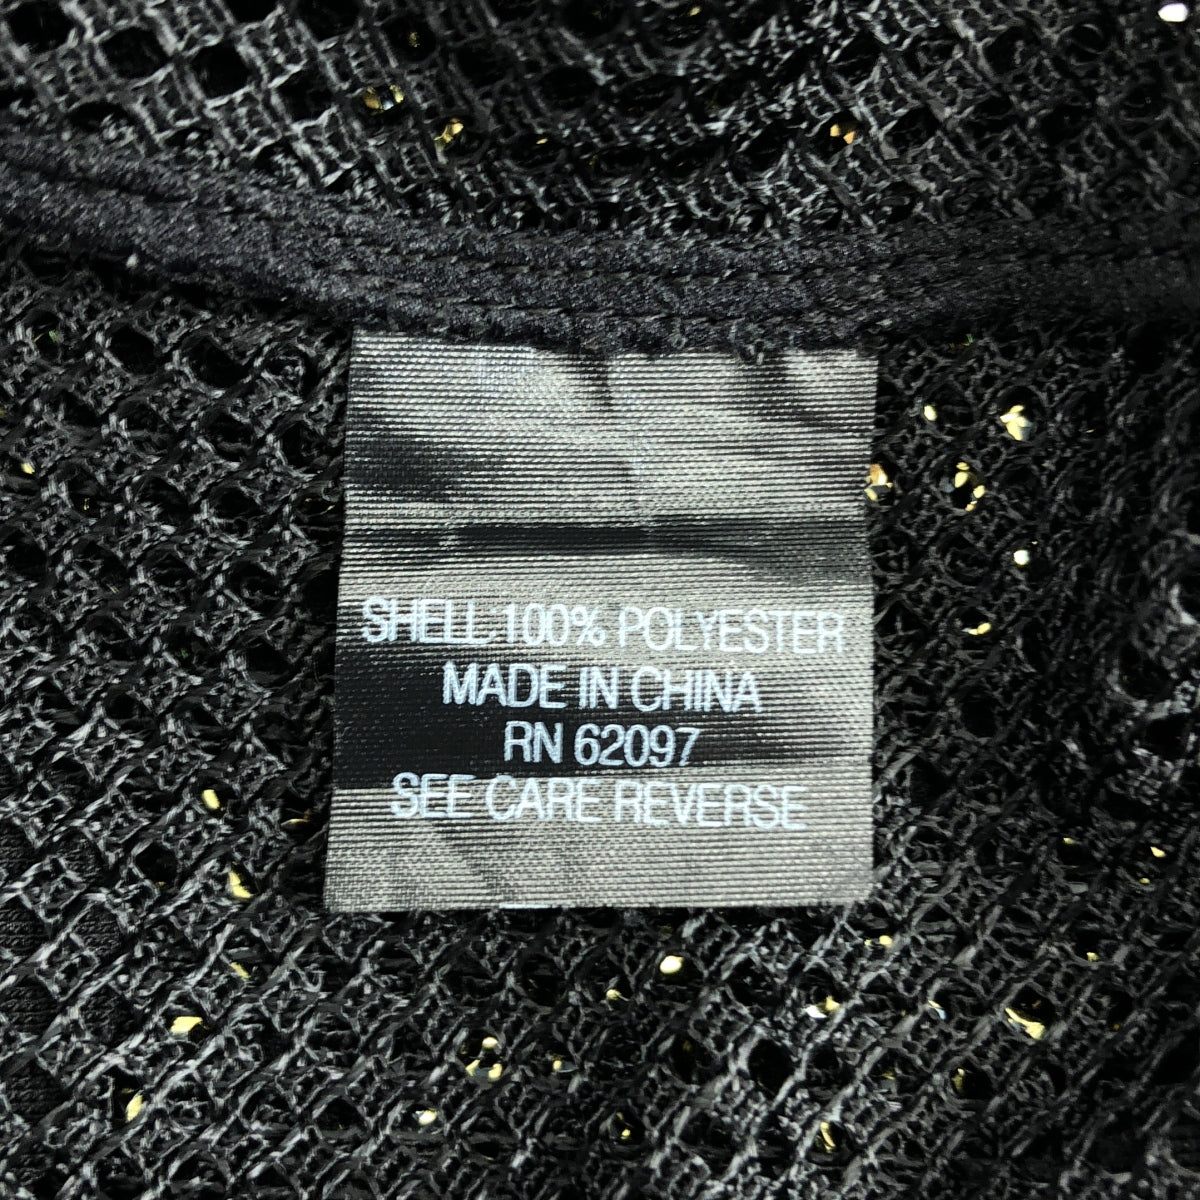 SHELL:100% POLYESTER
MADE IN CHINA
RN 62097
SEE CARE REVERSE